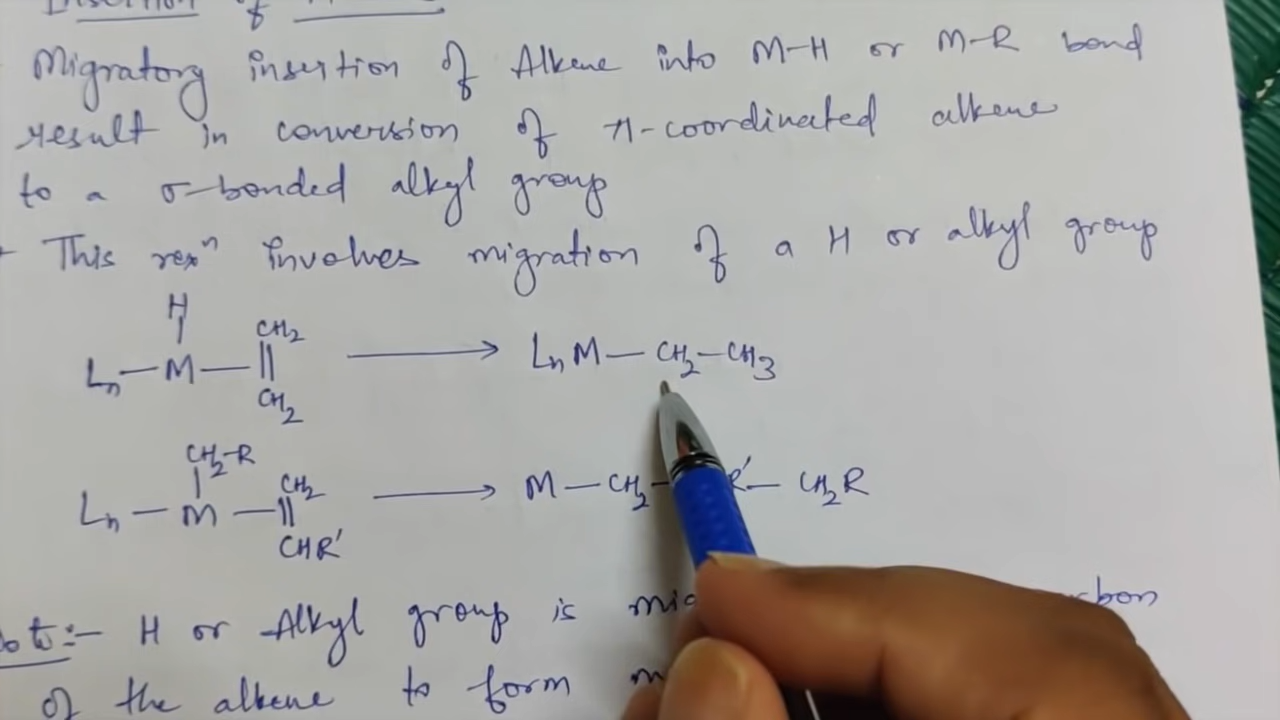 Insertion of
Migratory insertion of Alkene into M-H or M-R bond
result in conversion of π-coordinated alkene
to a σ-bonded alkyl group
This rexⁿ involves migration of a H or alkyl group
H
CH₂
Lₙ—M—|| ⟶ LₙM—CH₂—CH₃
CH₂
CH₂-R
CH₂
Lₙ—M—|| ⟶ M—CH₂— R'— CH₂R
CHR'
H or Alkyl group is
of the alkene to form